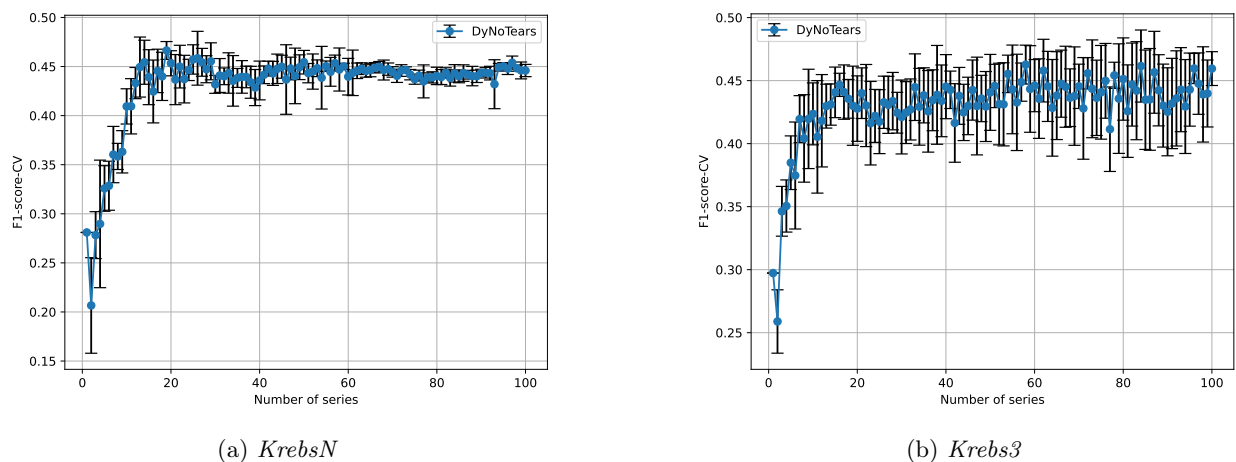 0.50
0.45
0.40
0.35
0.30
0.25
0.20
0.15
F1-score-CV
0 20 40 60 80 100
Number of series
DyNoTears
(a) KrebsN
0.50
0.45
0.40
0.35
0.30
0.25
F1-score-CV
0 20 40 60 80 100
Number of series
DyNoTears
(b) Krebs3